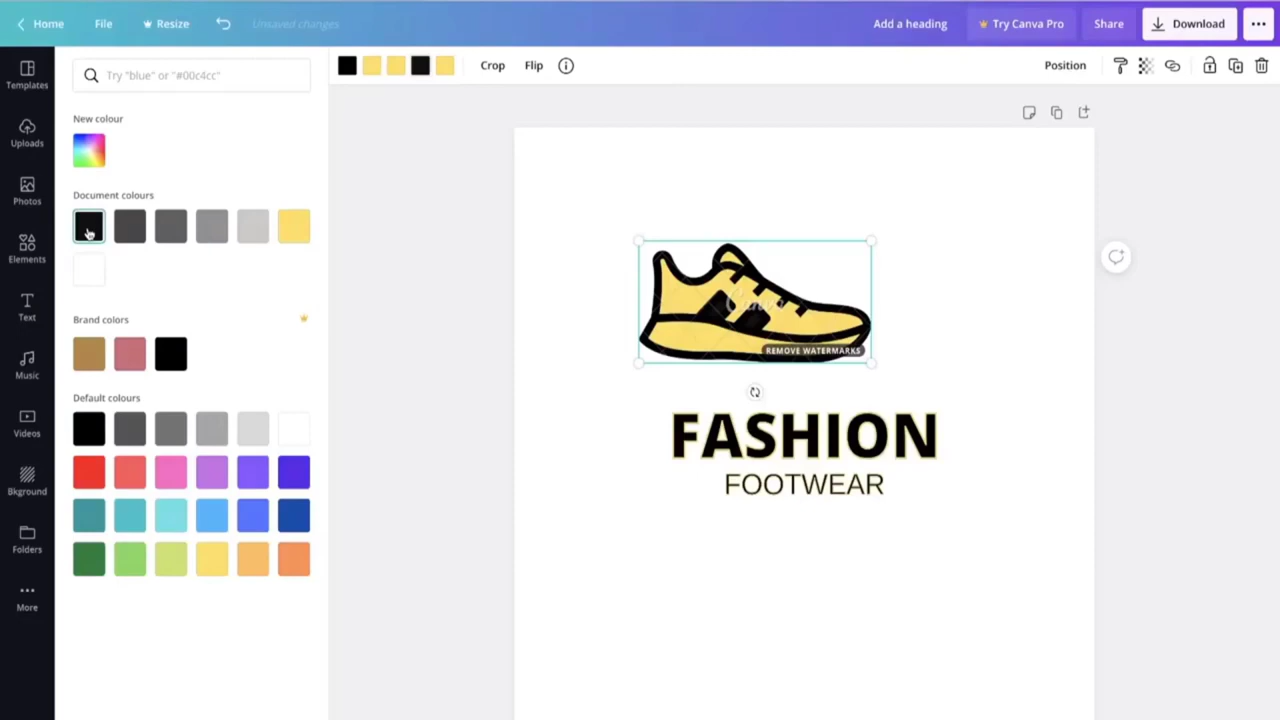 Home
File
Resize
Unsaved changes
Add a heading
Try Canva Pro
Share
Download
Templates
Uploads
Photos
Elements
Text
Music
Videos
Bkground
Folders
More
Try "blue" or "#00c4cc"
New colour
Document colours
Brand colors
Default colours
Crop
Flip
Position
Canva
REMOVE WATERMARKS
FASHION
FOOTWEAR